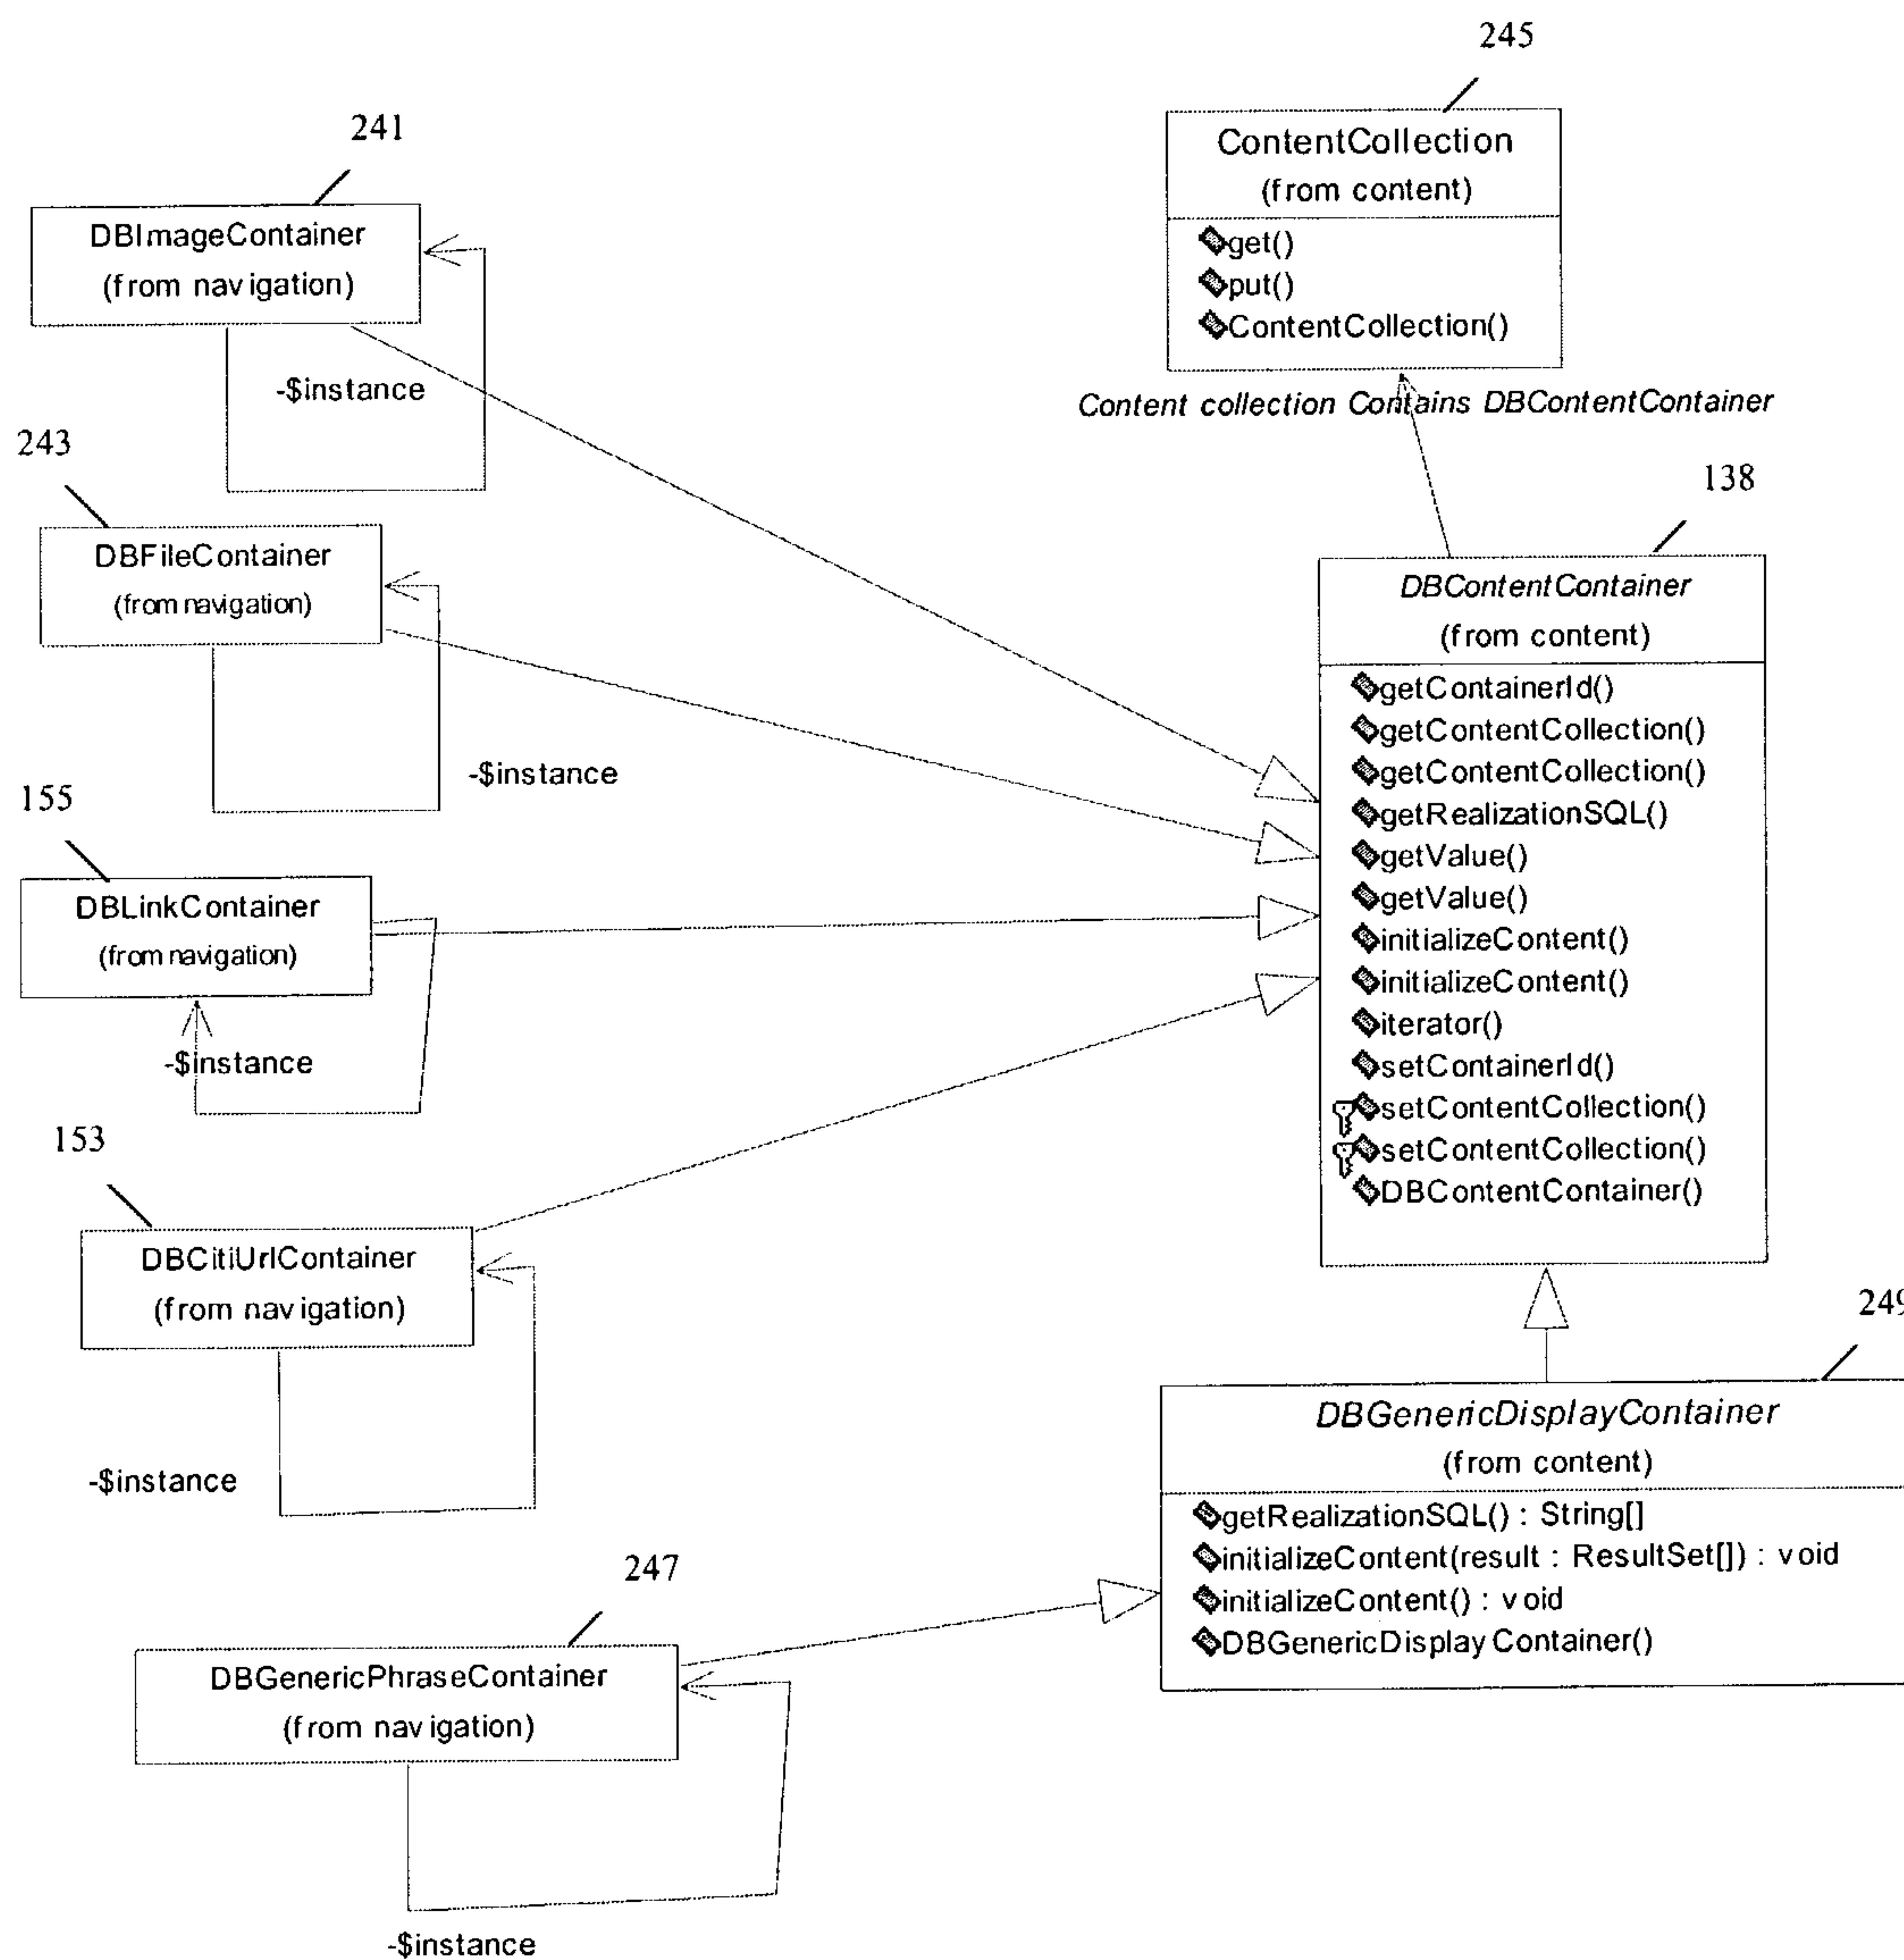 245
ContentCollection
(from content)
get()
put()
ContentCollection()
Content collection Contains DBContentContainer
241
DBImageContainer
(from navigation)
-$instance
243
DBFileContainer
(from navigation)
-$instance
155
DBLinkContainer
(from navigation)
-$instance
153
DBCitiUrlContainer
(from navigation)
-$instance
247
DBGenericPhraseContainer
(from navigation)
-$instance
138
DBContentContainer
(from content)
getContainerId()
getContentCollection()
getContentCollection()
getRealizationSQL()
getValue()
getValue()
initializeContent()
initializeContent()
iterator()
setContainerId()
setContentCollection()
setContentCollection()
DBContentContainer()
249
DBGenericDisplayContainer
(from content)
getRealizationSQL() : String[]
initializeContent(result : ResultSet[]) : void
initializeContent() : void
DBGenericDisplayContainer()